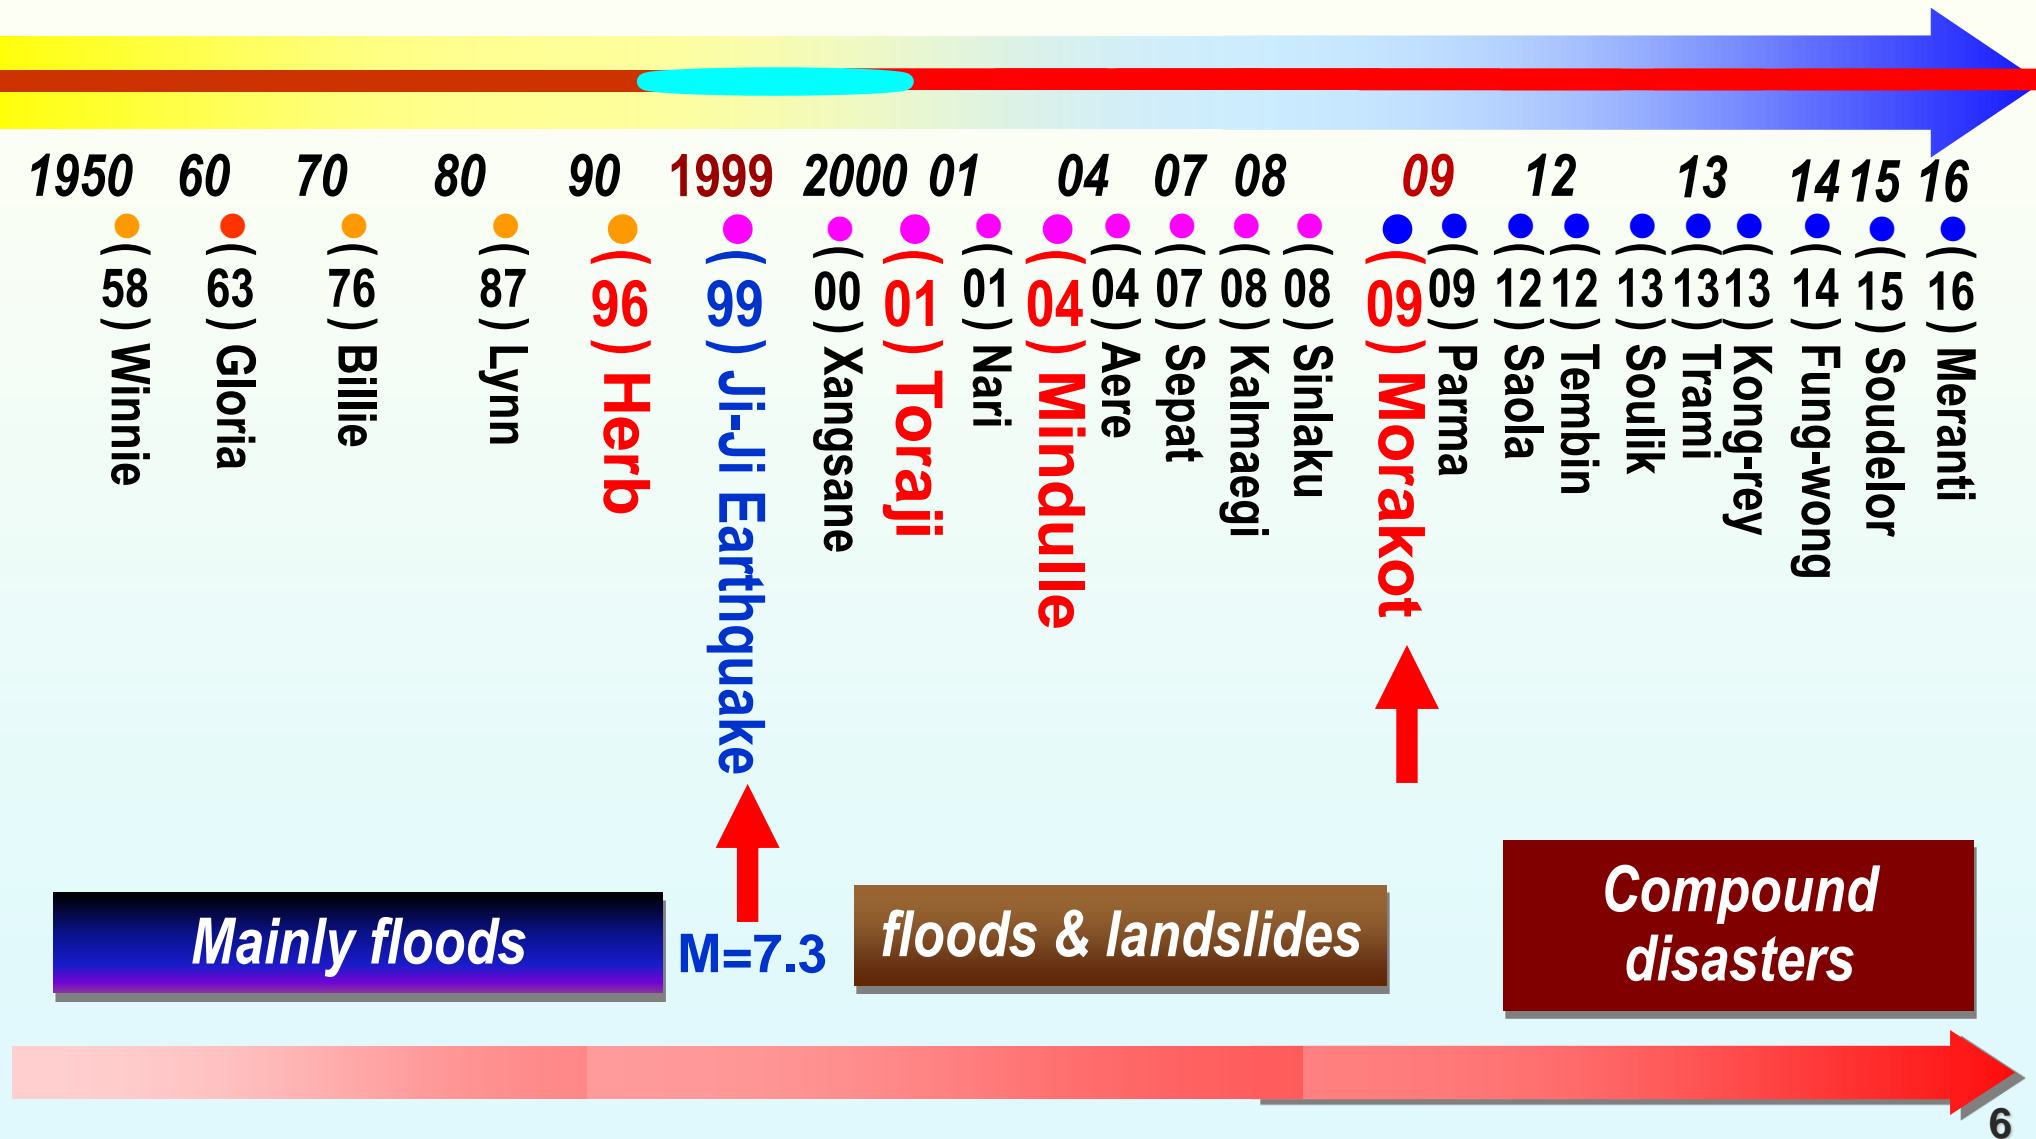 1950 60 70 80 90 1999 2000 01 04 07 08 09 12 13 14 15 16
(58) Winnie
(63) Gloria
(76) Billie
(87) Lynn
(96) Herb
(99) Ji-Ji Earthquake
(00) Xangsane
(01) Toraji
(01) Nari
(04) Mindulle
(04) Aere
(07) Sepat
(08) Kalmaegi
(08) Sinlaku
(09) Morakot
(09) Parma
(12) Saola
(12) Tembin
(13) Soulik
(13) Trami
(13) Kong-rey
(14) Fung-wong
(15) Soudelor
(16) Meranti
Mainly floods
M=7.3
floods & landslides
Compound
disasters
6